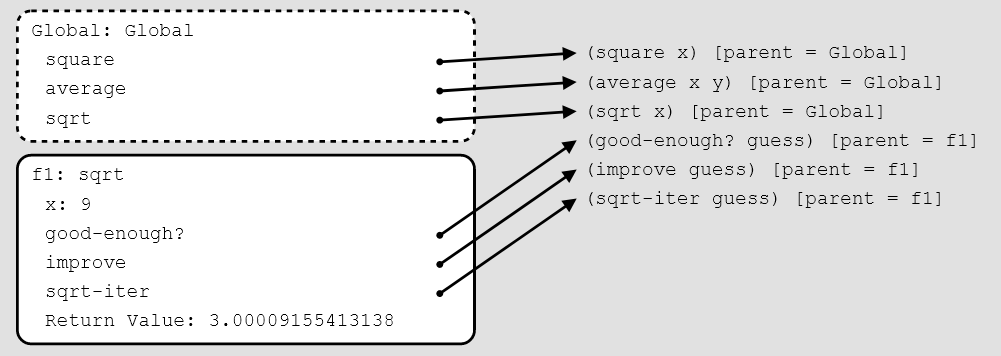 Global: Global
square
average
sqrt
(square x) [parent = Global]
(average x y) [parent = Global]
(sqrt x) [parent = Global]
(good-enough? guess) [parent = f1]
(improve guess) [parent = f1]
(sqrt-iter guess) [parent = f1]
f1: sqrt
x: 9
good-enough?
improve
sqrt-iter
Return Value: 3.00009155413138